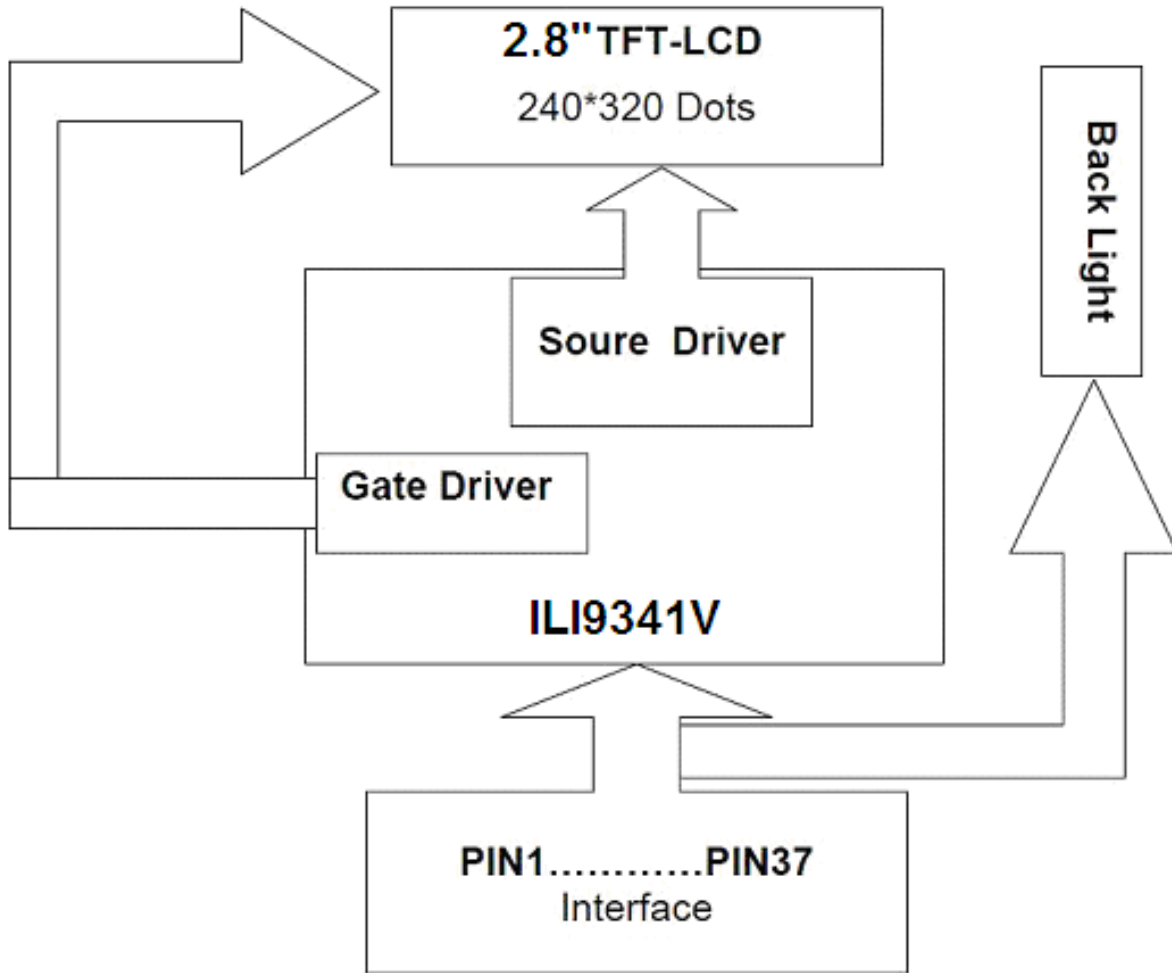 2.8" TFT-LCD
240*320 Dots
Back Light
Soure Driver
Gate Driver
ILI9341V
PIN1............PIN37
Interface